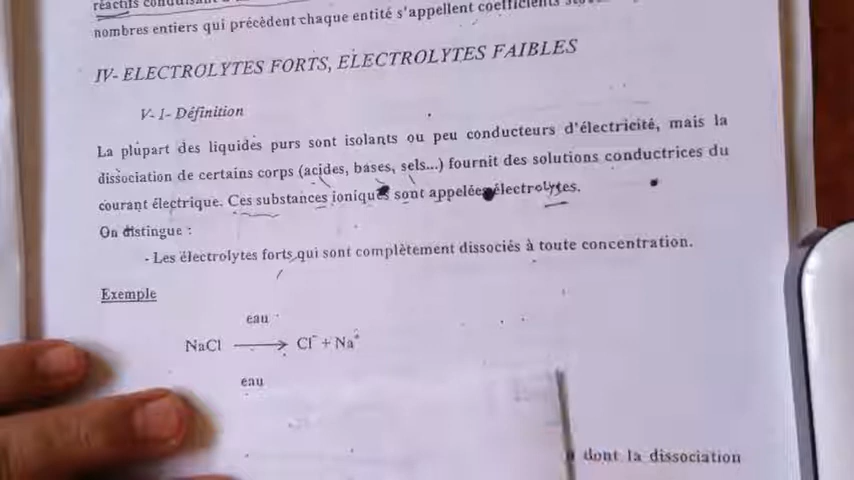 réactifs
nombres entiers qui précèdent chaque entité s'appellent coefficients
IV- ELECTROLYTES FORTS, ELECTROLYTES FAIBLES
V- I- Définition
La plupart des liquides purs sont isolants ou peu conducteurs d'électricité, mais la
dissociation de certains corps (acides, bases, sels...) fournit des solutions conductrices du
courant électrique. Ces substances ioniques sont appelées électrolytes.
On distingue :
- Les électrolytes forts qui sont complètement dissociés à toute concentration.
Exemple
eau
NaCl ⟶ Cl⁻ + Na⁺
eau
dont la dissociation